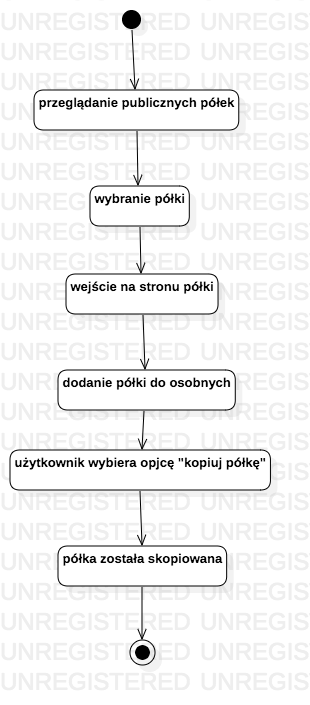 przeglądanie publicznych półek
wybranie półki
wejście na stronu półki
dodanie półki do osobnych
użytkownik wybiera opjcę "kopiuj półkę"
półka została skopiowana